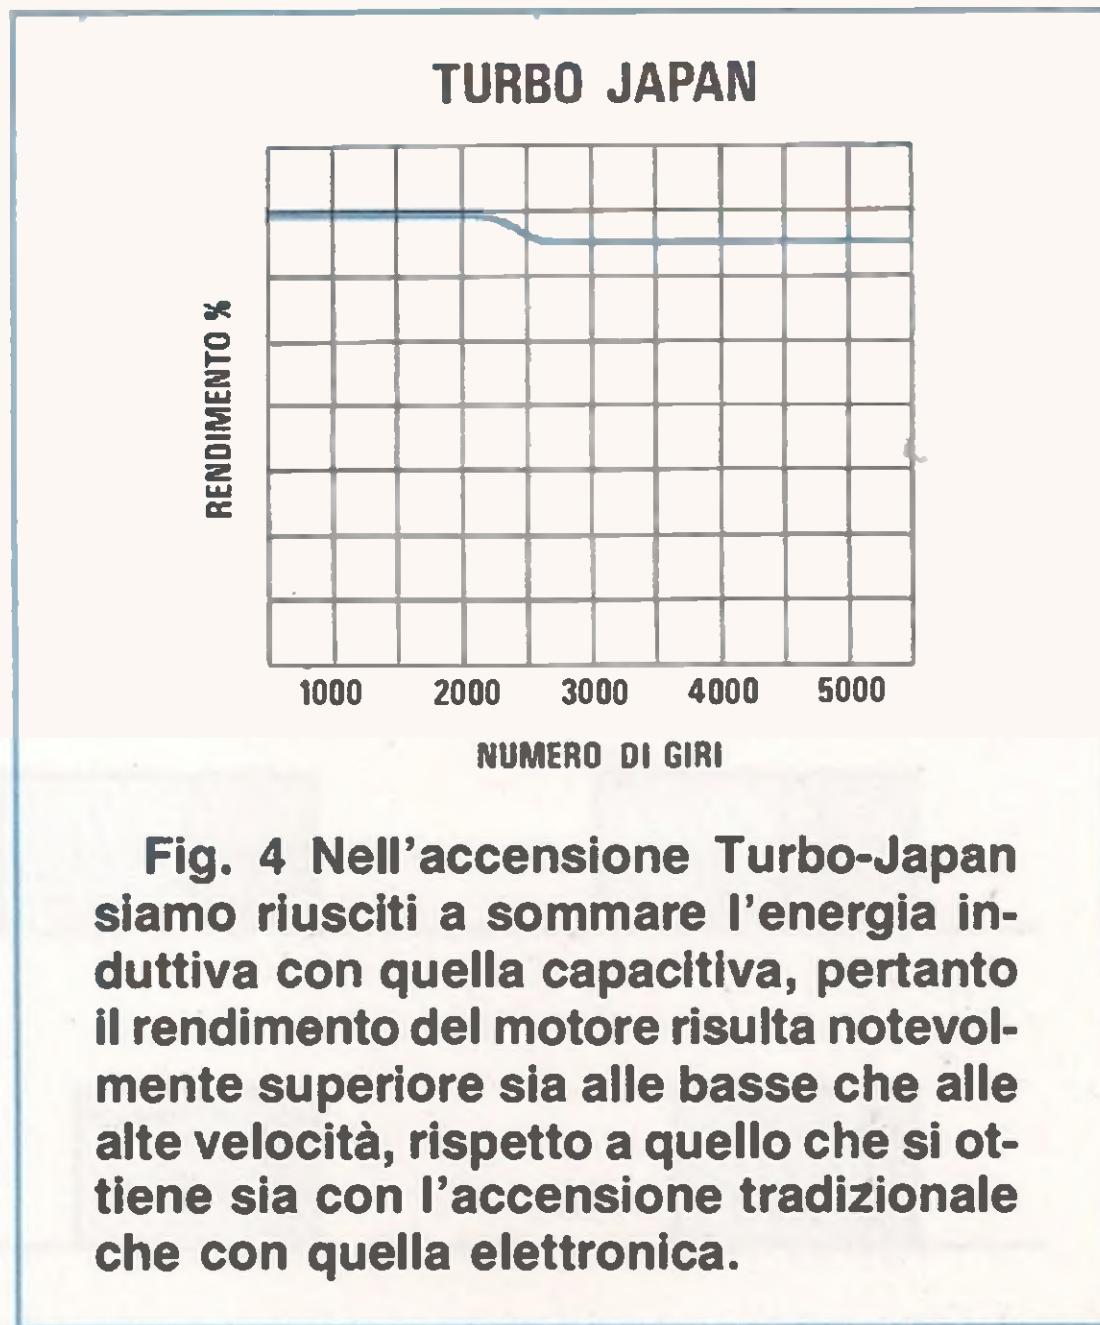 TURBO JAPAN
RENDIMENTO %
1000 2000 3000 4000 5000
NUMERO DI GIRI
Fig. 4 Nell'accensione Turbo-Japan
siamo riusciti a sommare l'energia in-
duttiva con quella capacitiva, pertanto
il rendimento del motore risulta notevol-
mente superiore sia alle basse che alle
alte velocità, rispetto a quello che si ot-
tiene sia con l'accensione tradizionale
che con quella elettronica.